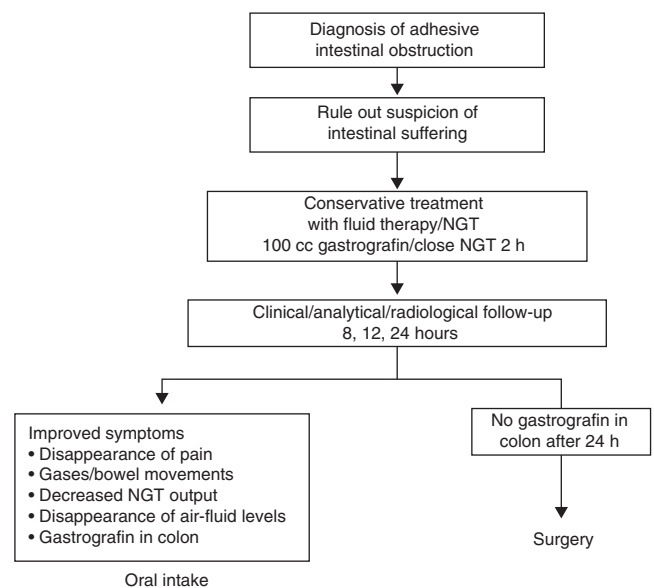 Diagnosis of adhesive
intestinal obstruction
Rule out suspicion of
intestinal suffering
Conservative treatment
with fluid therapy/NGT
100 cc gastrografin/close NGT 2 h
Clinical/analytical/radiological follow-up
8, 12, 24 hours
Improved symptoms
• Disappearance of pain
• Gases/bowel movements
• Decreased NGT output
• Disappearance of air-fluid levels
• Gastrografin in colon
Oral intake
No gastrografin in
colon after 24 h
Surgery